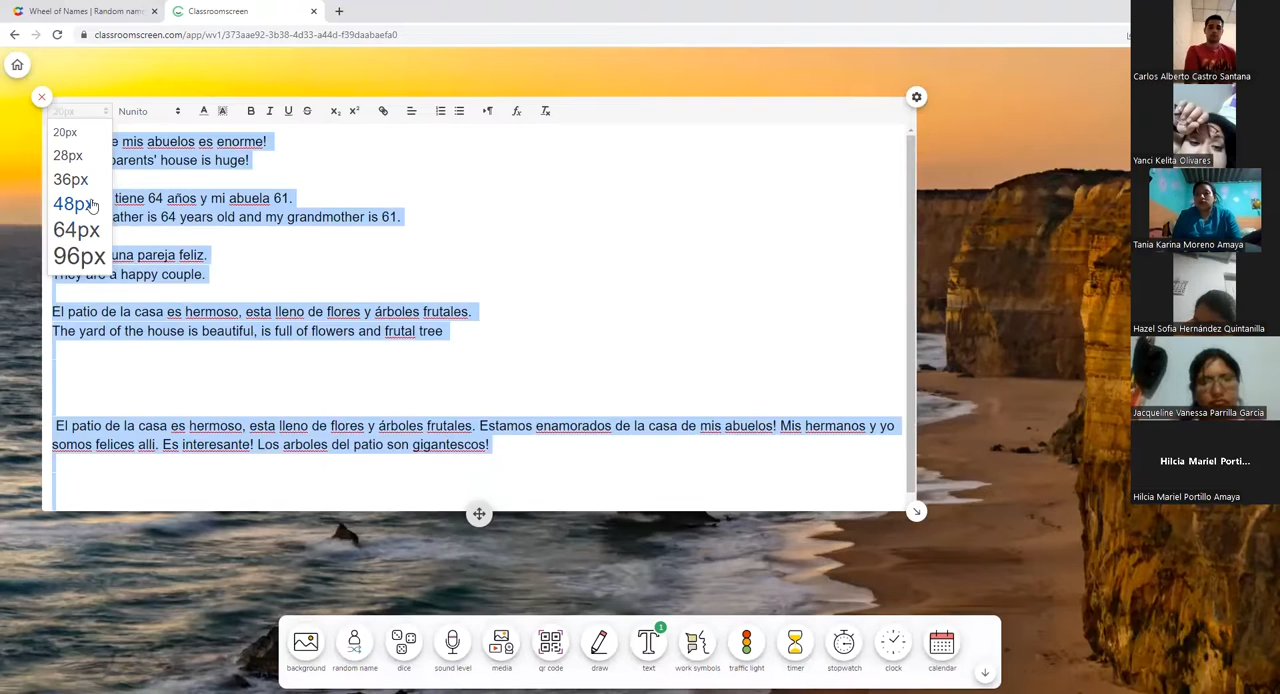 Wheel of Names | Random nam
Classroomscreen
classroomscreen.com/app/wv1/373aae92-3b38-4d33-a44d-f39daabaefa0
20px
Nunito
20px
28px
36px
48px
64px
96px
mis abuelos es enorme!
parents' house is huge!
tiene 64 años y mi abuela 61.
ather is 64 years old and my grandmother is 61.
una pareja feliz.
They are a happy couple.
El patio de la casa es hermoso, esta lleno de flores y árboles frutales.
The yard of the house is beautiful, is full of flowers and frutal tree
El patio de la casa es hermoso, esta lleno de flores y árboles frutales. Estamos enamorados de la casa de mis abuelos! Mis hermanos y yo
somos felices alli. Es interesante! Los arboles del patio son gigantescos!
background
random name
dice
sound level
media
qr code
draw
1
text
work symbols
traffic light
timer
stopwatch
clock
calendar
Carlos Alberto Castro Santana
Yanci Kelita Olivares
Tania Karina Moreno Amaya
Hazel Sofia Hernández Quintanilla
Jacqueline Vanessa Parrilla Garcia
Hilcia Mariel Porti...
Hilcia Mariel Portillo Amaya